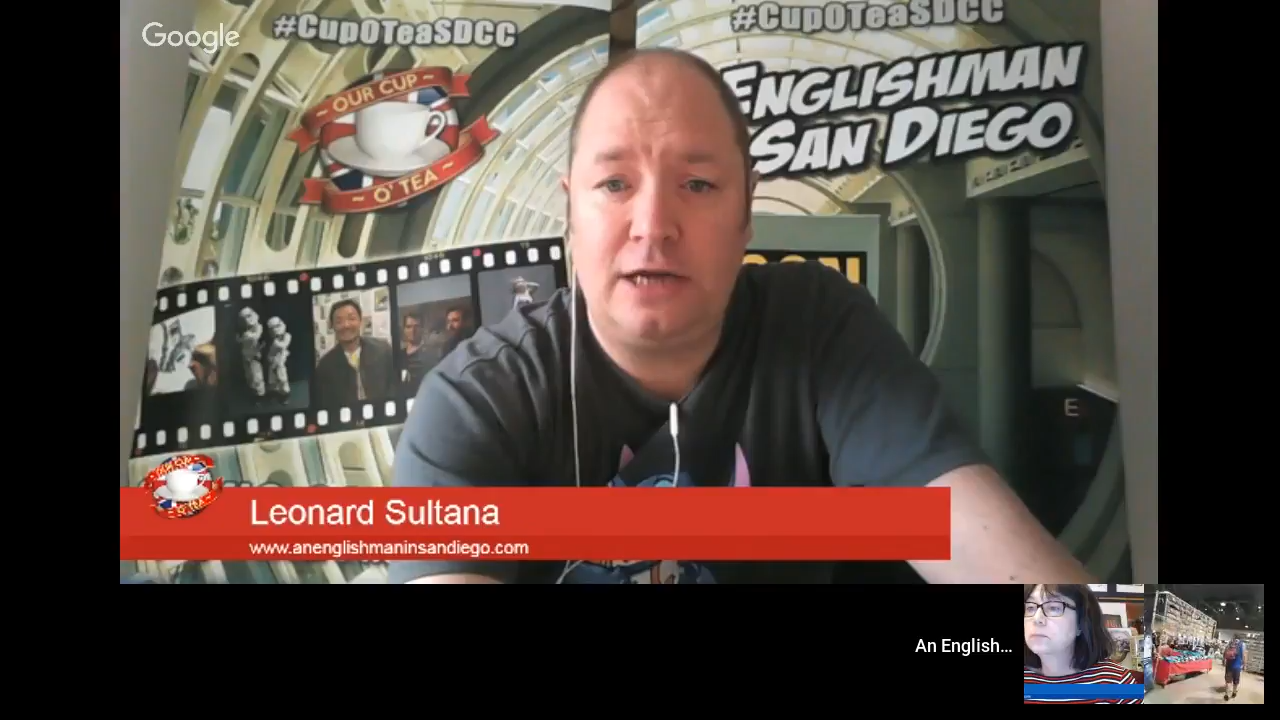 Google
#CupOTeaSDCC
#CupOTeaSDCC
~ OUR CUP ~
~ O' TEA ~
ENGLISHMAN
SAN DIEGO
E
Leonard Sultana
www.anenglishmaninsandiego.com
An English...